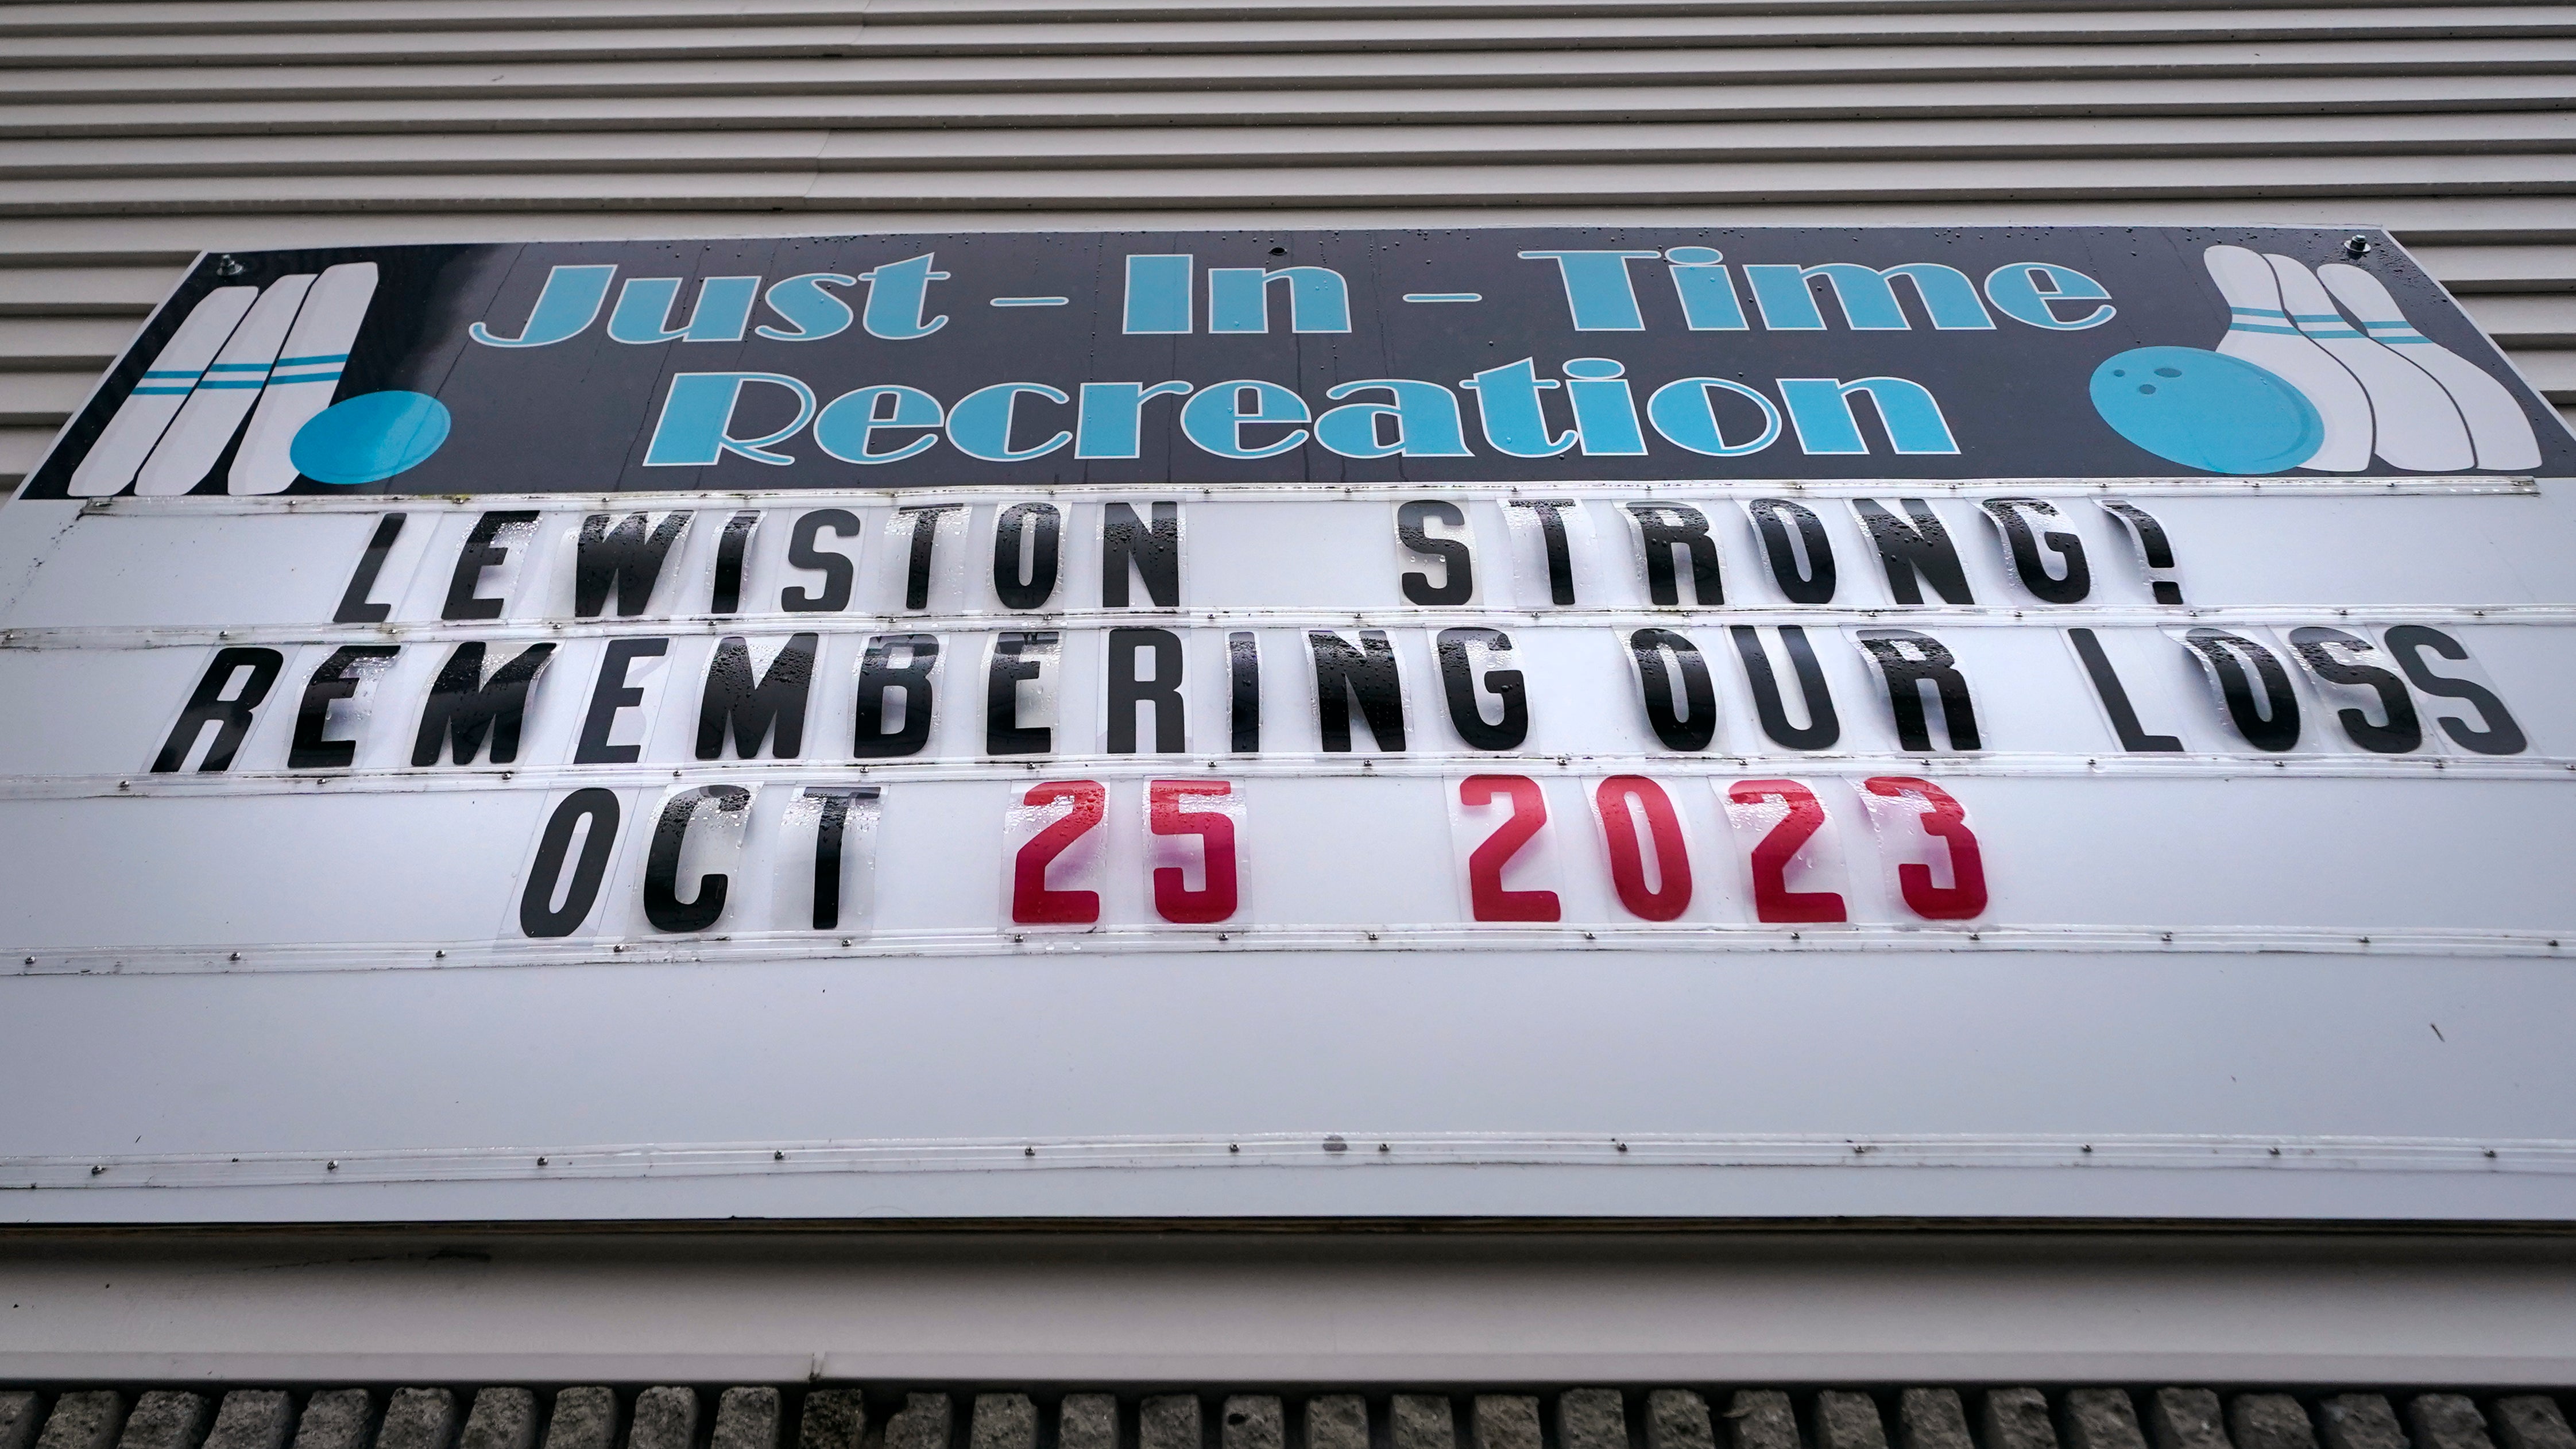 Just-In-Time
Recreation
LEWISTON STRONG!
REMEMBERING OUR LOSS
OCT 25 2023